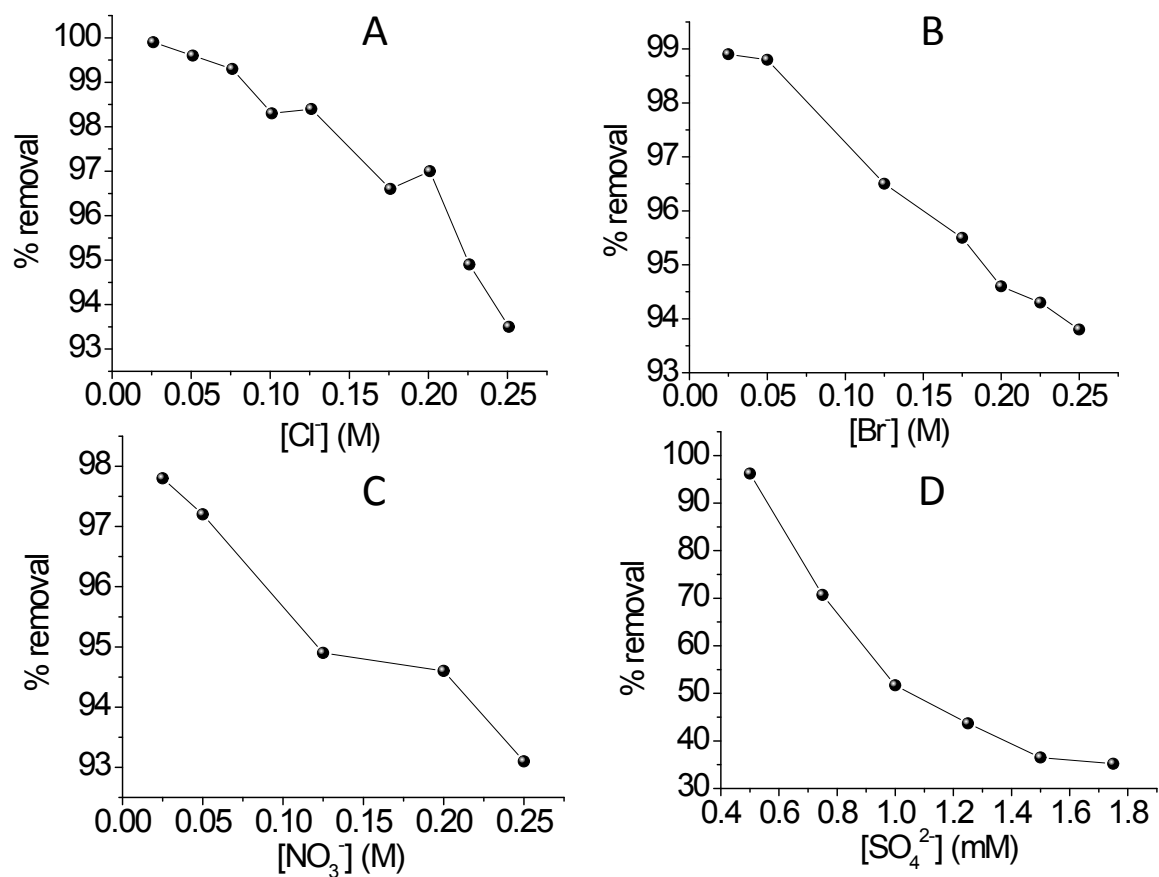 A
% removal
100
99
98
97
96
95
94
93
0.00 0.05 0.10 0.15 0.20 0.25
[Cl⁻] (M)
B
% removal
99
98
97
96
95
94
93
0.00 0.05 0.10 0.15 0.20 0.25
[Br⁻] (M)
C
% removal
98
97
96
95
94
93
0.00 0.05 0.10 0.15 0.20 0.25
[NO₃⁻] (M)
D
% removal
100
90
80
70
60
50
40
30
0.4 0.6 0.8 1.0 1.2 1.4 1.6 1.8
[SO₄²⁻] (mM)